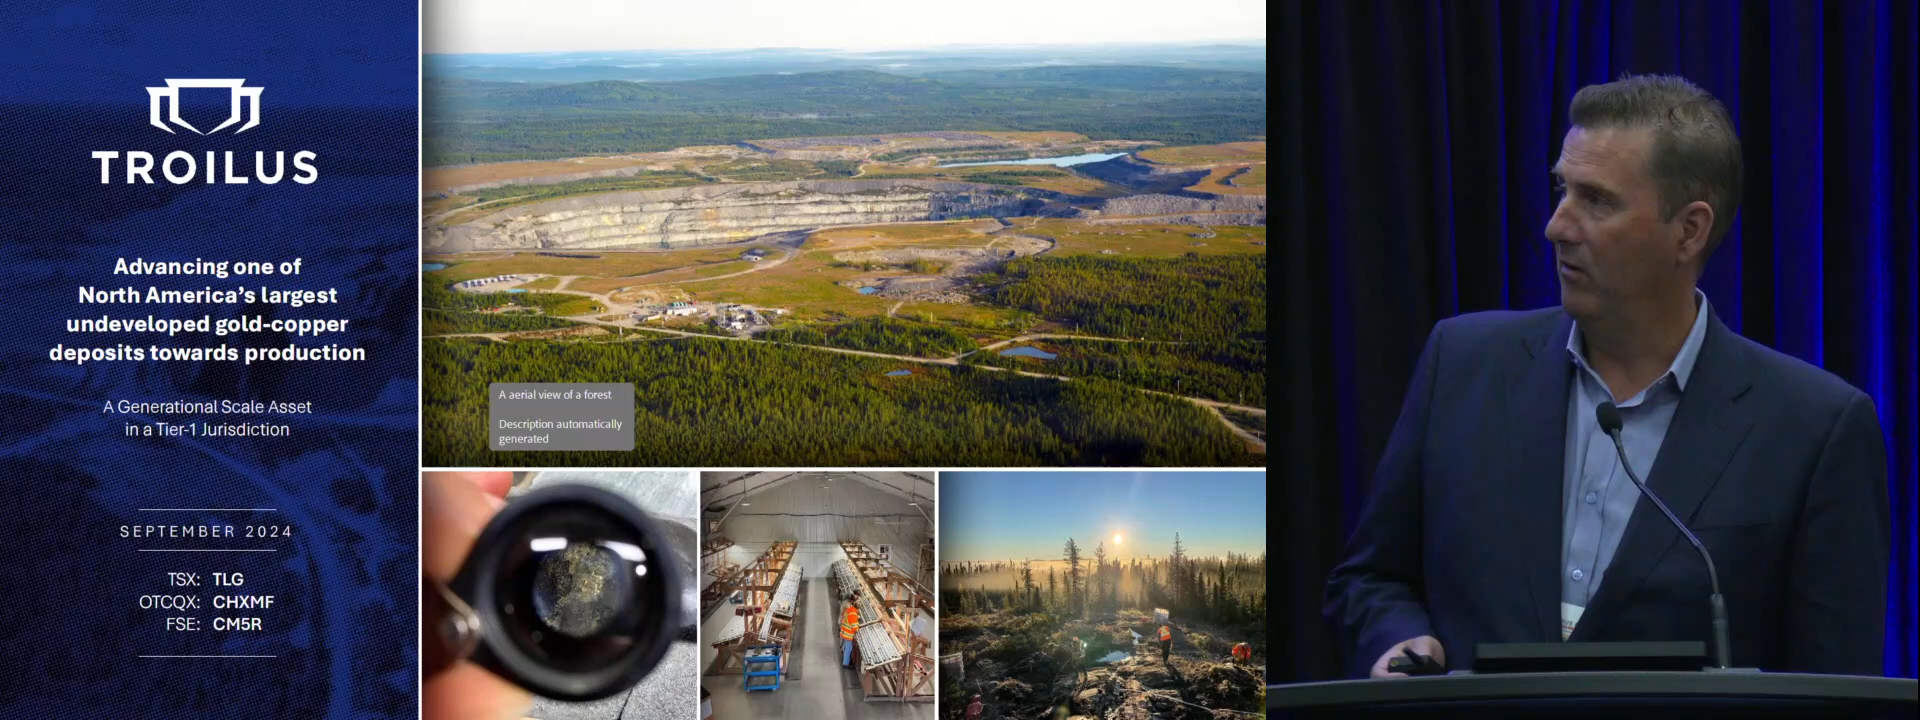 TROILUS
Advancing one of
North America's largest
undeveloped gold-copper
deposits towards production
A Generational Scale Asset
in a Tier-1 Jurisdiction
SEPTEMBER 2024
TSX: TLG
OTCQX: CHXMF
FSE: CM5R
A aerial view of a forest
Description automatically
generated